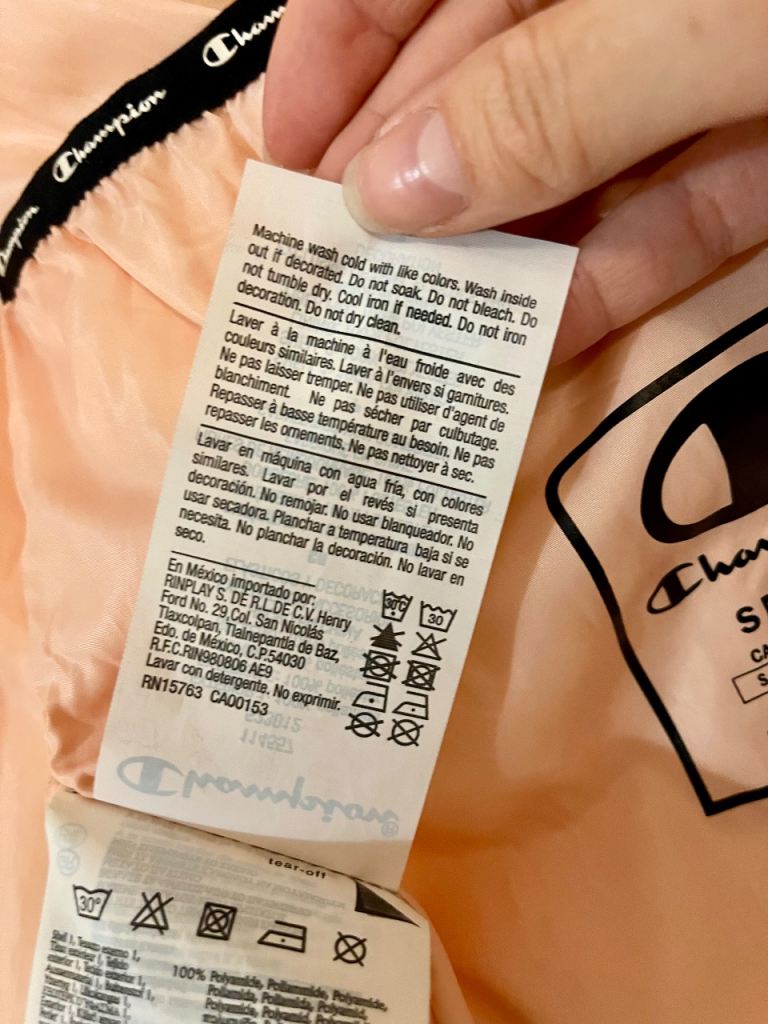 Champion
Champion
Champion
Machine wash cold with like colors. Wash inside
out if decorated. Do not soak. Do not bleach. Do
not tumble dry. Cool iron if needed. Do not iron
decoration. Do not dry clean.
Laver à la machine à l'eau froide avec des
couleurs similaires. Laver à l'envers si garnitures.
Ne pas laisser tremper. Ne pas utiliser d'agent de
blanchiment. Ne pas sécher par culbutage.
Repasser à basse température au besoin. Ne pas
repasser les ornements. Ne pas nettoyer à sec.
Lavar en máquina con agua fría, con colores
similares. Lavar por el revés si presenta
decoración. No remojar. No usar blanqueador. No
usar secadora. Planchar a temperatura baja si se
necesita. No planchar la decoración. No lavar en
seco.
En México importado por:
RINPLAY S. DE R.L.DE C.V. Henry
Ford No. 29,Col. San Nicolás
Tlaxcolpan, Tlalnepantla de Baz,
Edo. de México, C.P.54030
R.F.C.RIN980806 AE9
Lavar con detergente. No exprimir.
RN15763 CA00153
30°C 30
Cham
S
CA
S
tear-off
30°
100% Polyamide, Poliammide, Polyamide,